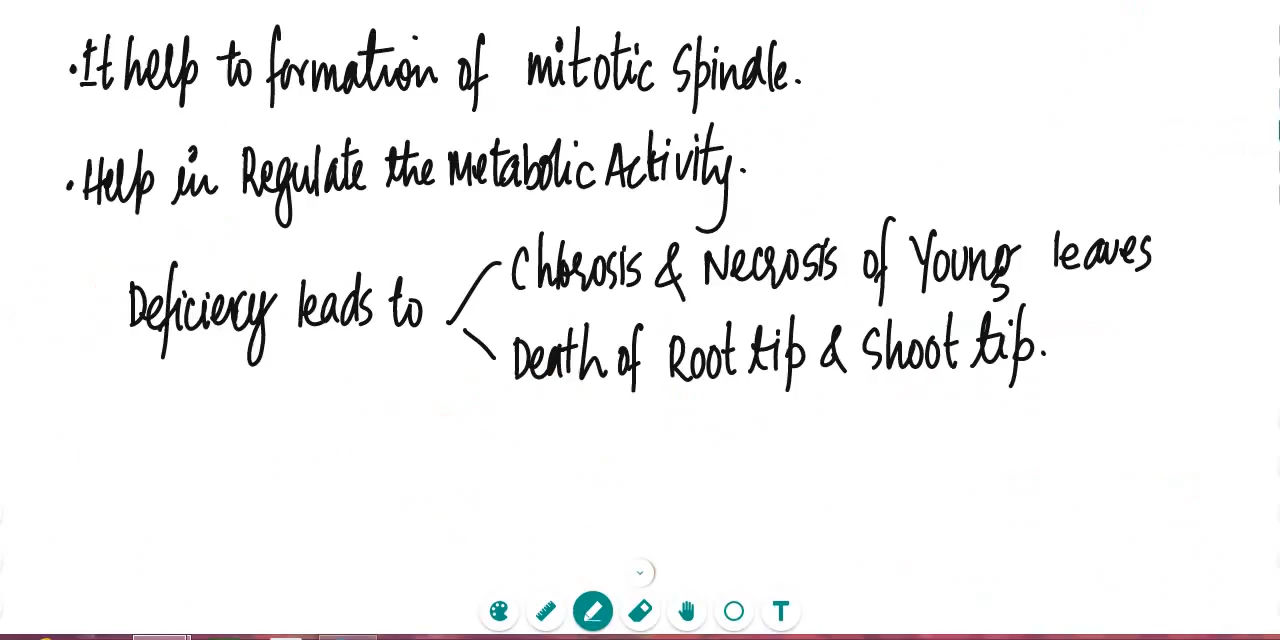 ·It help to formation of mitotic spindle.
·Help in Regulate the Metabolic Activity.
Deficiery leads to
Chlorosis & Necrosis of Young leaves
Death of Root tip & Shoot tip.
T